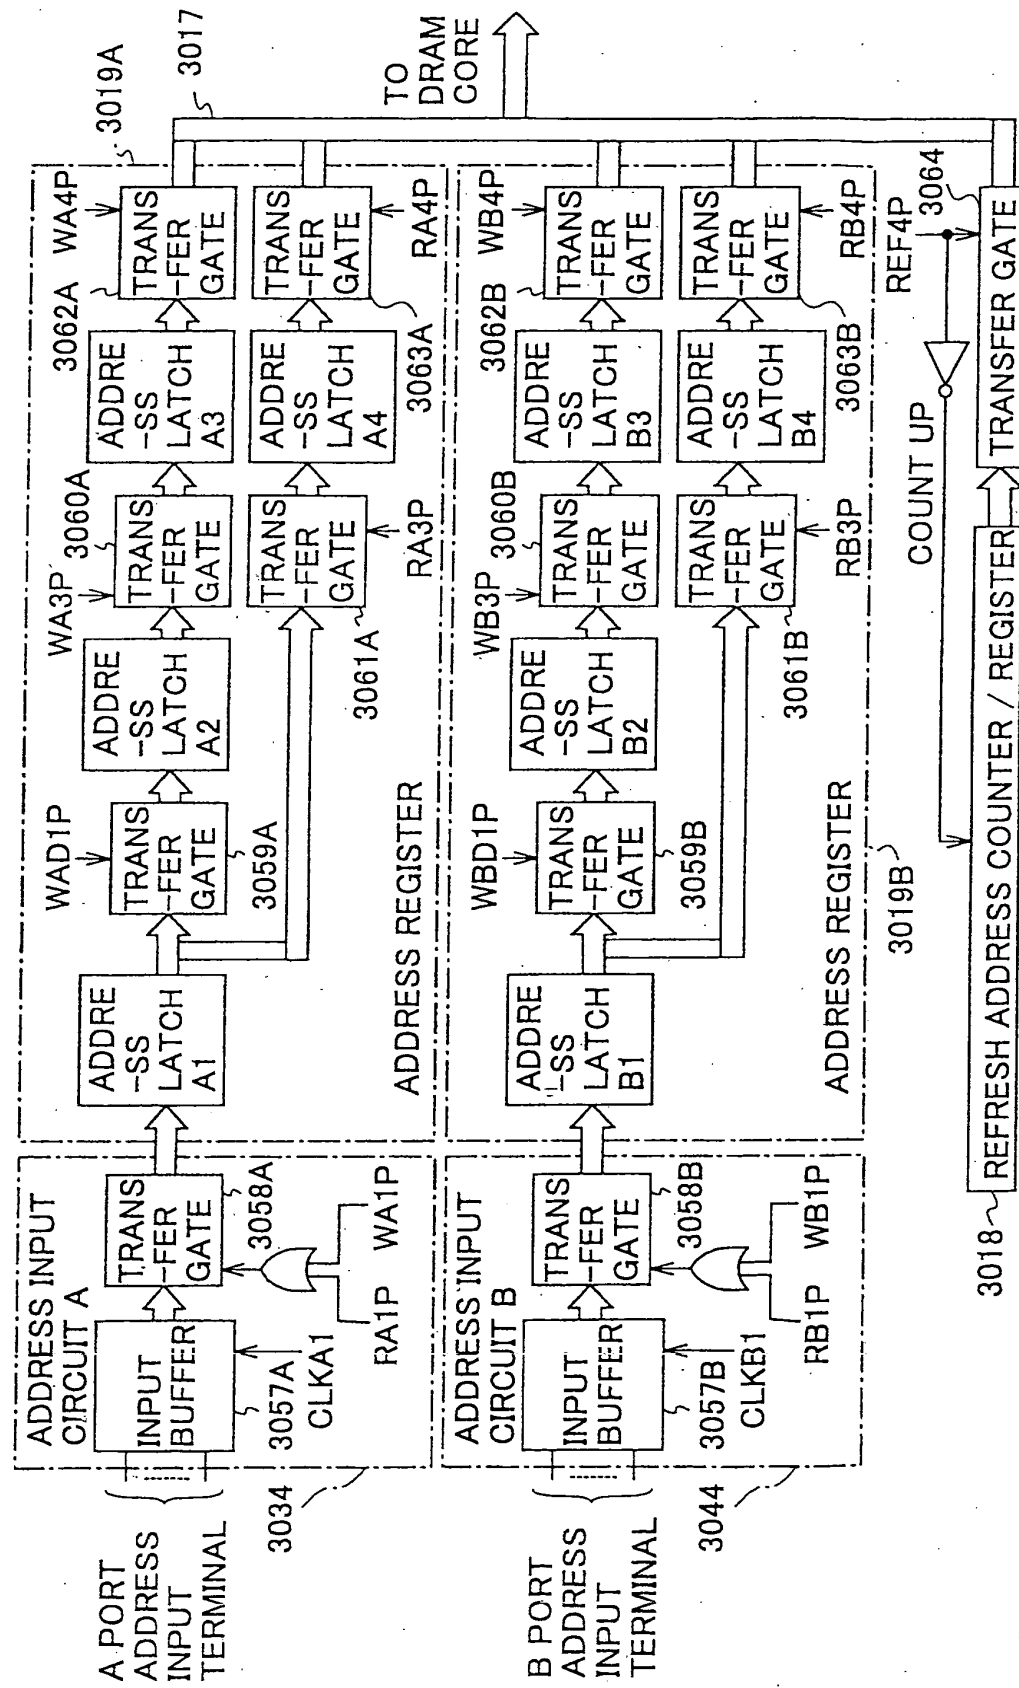 A PORT
ADDRESS
INPUT
TERMINAL
ADDRESS INPUT
CIRCUIT A
INPUT
BUFFER
3057A
CLKA1
3034
TRANS
-FER
GATE
3058A
RA1P
WA1P
ADDRE
-SS
LATCH
A1
ADDRESS REGISTER
WAD1P
TRANS
-FER
GATE
3059A
ADDRE
-SS
LATCH
A2
WA3P
3060A
TRANS
-FER
GATE
TRANS
-FER
GATE
3061A
RA3P
ADDRE
-SS
LATCH
A3
ADDRE
-SS
LATCH
A4
3062A
WA4P
TRANS
-FER
GATE
TRANS
-FER
GATE
3063A
RA4P
3019A
3017
TO
DRAM
CORE
B PORT
ADDRESS
INPUT
TERMINAL
ADDRESS INPUT
CIRCUIT B
INPUT
BUFFER
3057B
CLKB1
3044
TRANS
-FER
GATE
3058B
RB1P
WB1P
ADDRE
-SS
LATCH
B1
ADDRESS REGISTER
3019B
WBD1P
TRANS
-FER
GATE
3059B
ADDRE
-SS
LATCH
B2
WB3P
3060B
TRANS
-FER
GATE
TRANS
-FER
GATE
3061B
RB3P
ADDRE
-SS
LATCH
B3
ADDRE
-SS
LATCH
B4
3062B
WB4P
TRANS
-FER
GATE
TRANS
-FER
GATE
3063B
RB4P
3018
REFRESH ADDRESS COUNTER / REGISTER
COUNT UP
REF4P
3064
TRANSFER GATE